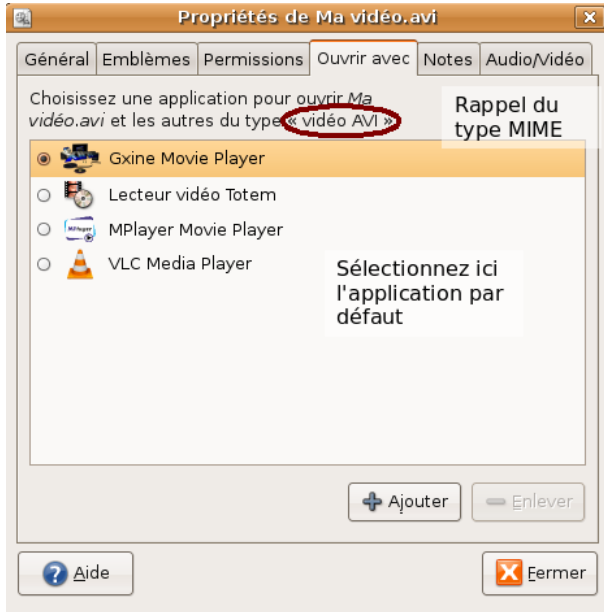 Propriétés de Ma vidéo.avi
Général Emblèmes Permissions Ouvrir avec Notes Audio/Vidéo
Choisissez une application pour ouvrir Ma
vidéo.avi et les autres du type « vidéo AVI »
Rappel du
type MIME
Gxine Movie Player
Lecteur vidéo Totem
MPlayer
MPlayer Movie Player
VLC Media Player
Sélectionnez ici
l'application par
défaut
Ajouter Enlever
Aide Fermer